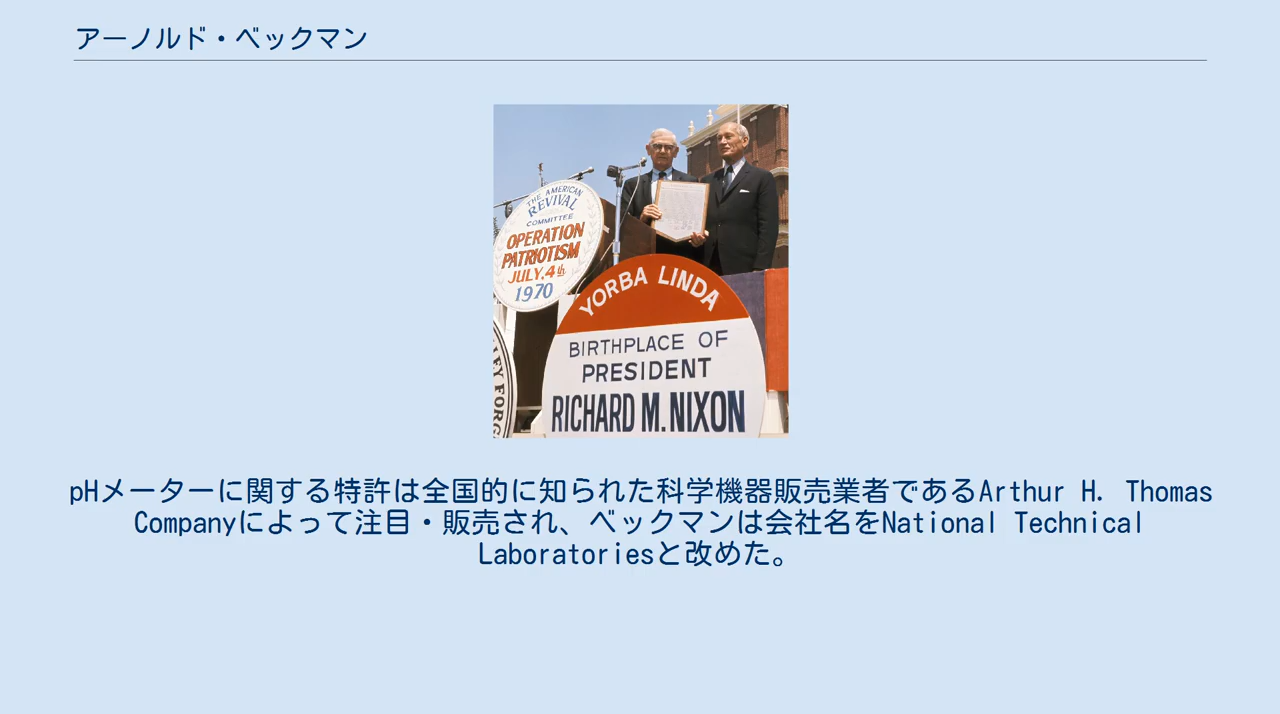 アーノルド・ベックマン
THE AMERICAN
REVIVAL
COMMITTEE
OPERATION
PATRIOTISM
JULY.4th
1970
YORBA LINDA
BIRTHPLACE OF
PRESIDENT
RICHARD M. NIXON
LEY FORG
pHメーターに関する特許は全国的に知られた科学機器販売業者であるArthur H. Thomas
Companyによって注目・販売され、ベックマンは会社名をNational Technical
Laboratoriesと改めた。